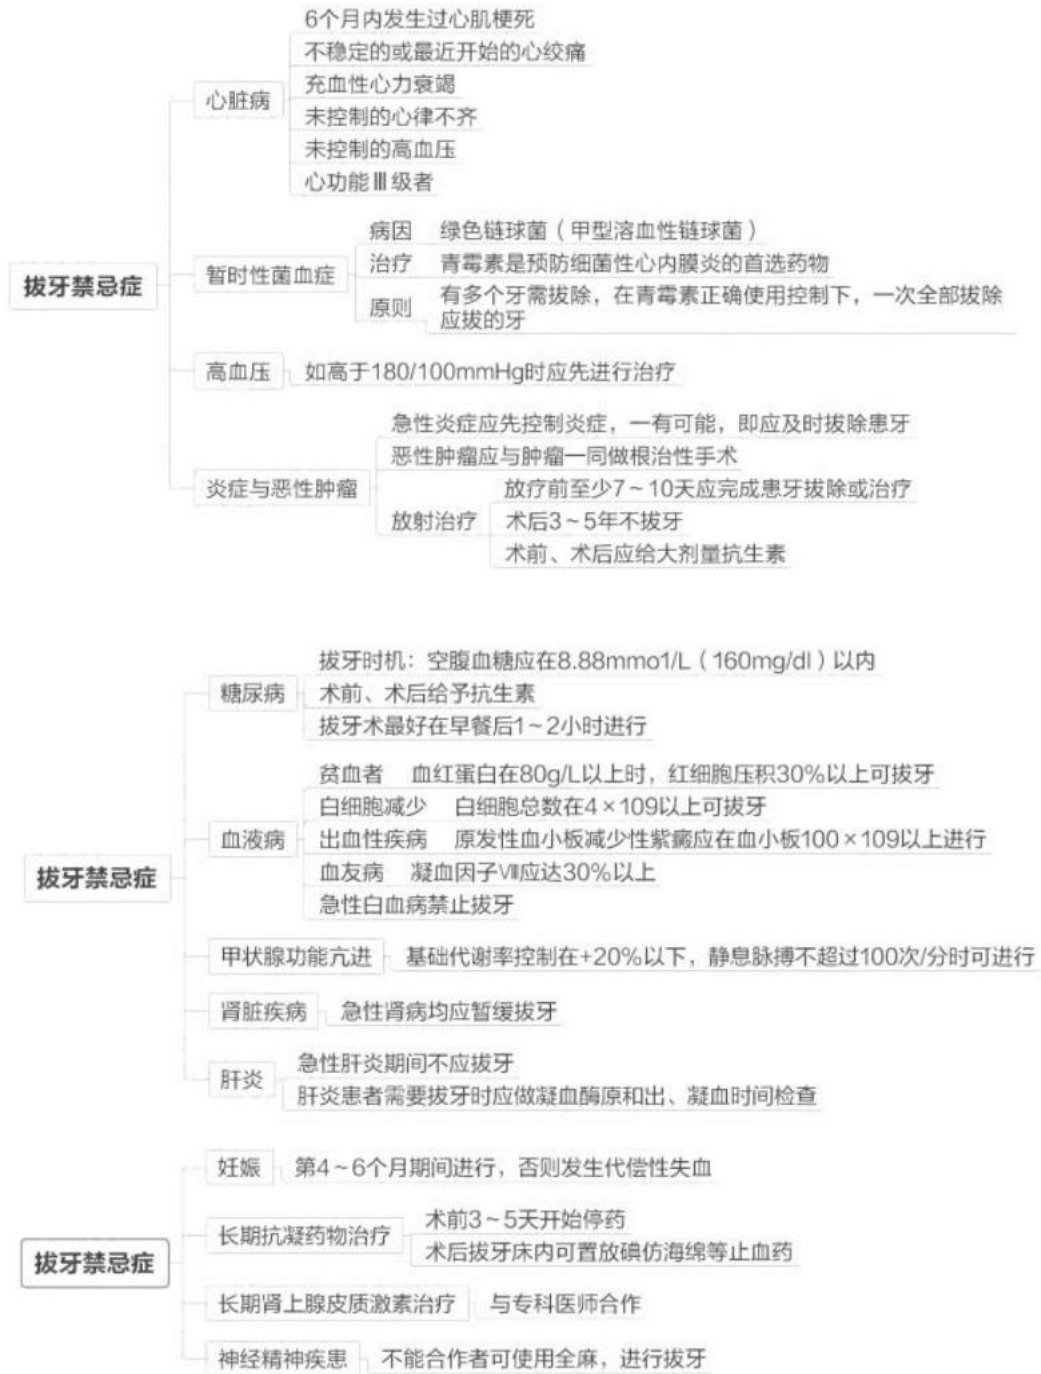 拔牙禁忌症
心脏病
6个月内发生过心肌梗死
不稳定的或最近开始的心绞痛
充血性心力衰竭
未控制的心律不齐
未控制的高血压
心功能Ⅲ级者
暂时性菌血症
病因 绿色链球菌（甲型溶血性链球菌）
治疗 青霉素是预防细菌性心内膜炎的首选药物
原则 有多个牙需拔除，在青霉素正确使用控制下，一次全部拔除
应拔的牙
高血压 如高于180/100mmHg时应先进行治疗
炎症与恶性肿瘤
急性炎症应先控制炎症，一有可能，即应及时拔除患牙
恶性肿瘤应与肿瘤一同做根治性手术
放射治疗
放疗前至少7～10天应完成患牙拔除或治疗
术后3～5年不拔牙
术前、术后应给大剂量抗生素
拔牙禁忌症
糖尿病
拔牙时机：空腹血糖应在8.88mmo1/L（160mg/dl）以内
术前、术后给予抗生素
拔牙术最好在早餐后1～2小时进行
血液病
贫血者 血红蛋白在80g/L以上时，红细胞压积30%以上可拔牙
白细胞减少 白细胞总数在4×109以上可拔牙
出血性疾病 原发性血小板减少性紫癜应在血小板100×109以上进行
血友病 凝血因子Ⅷ应达30%以上
急性白血病禁止拔牙
甲状腺功能亢进 基础代谢率控制在+20%以下，静息脉搏不超过100次/分时可进行
肾脏疾病 急性肾病均应暂缓拔牙
肝炎
急性肝炎期间不应拔牙
肝炎患者需要拔牙时应做凝血酶原和出、凝血时间检查
拔牙禁忌症
妊娠 第4～6个月期间进行，否则发生代偿性失血
长期抗凝药物治疗
术前3～5天开始停药
术后拔牙床内可置放碘仿海绵等止血药
长期肾上腺皮质激素治疗 与专科医师合作
神经精神疾患 不能合作者可使用全麻，进行拔牙